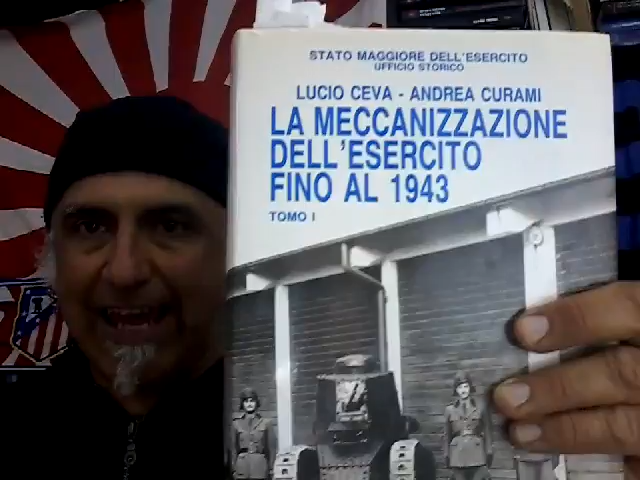 STATO MAGGIORE DELL'ESERCITO
UFFICIO STORICO
LUCIO CEVA - ANDREA CURAMI
LA MECCANIZZAZIONE
DELL'ESERCITO
FINO AL 1943
TOMO I